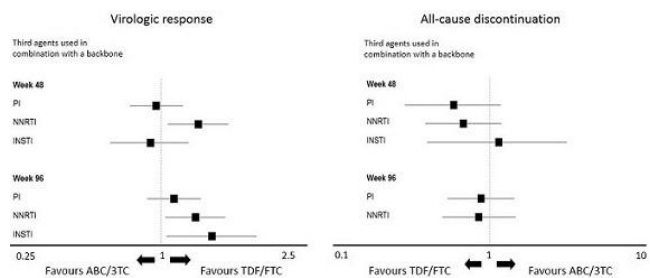 Virologic response
Third agents used in
combination with a backbone
Week 48
PI
NNRTI
INSTI
Week 96
PI
NNRTI
INSTI
0.25
1
2.5
Favours ABC/3TC
Favours TDF/FTC
All-cause discontinuation
Third agents used in
combination with a backbone
Week 48
PI
NNRTI
INSTI
Week 96
PI
NNRTI
0.1
1
10
Favours TDF/FTC
Favours ABC/3TC